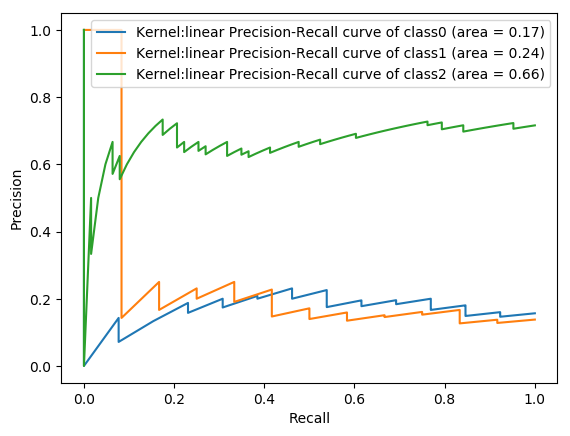 Kernel:linear Precision-Recall curve of class0 (area = 0.17)
Kernel:linear Precision-Recall curve of class1 (area = 0.24)
Kernel:linear Precision-Recall curve of class2 (area = 0.66)
1.0
0.8
0.6
0.4
0.2
0.0
Precision
0.0 0.2 0.4 0.6 0.8 1.0
Recall